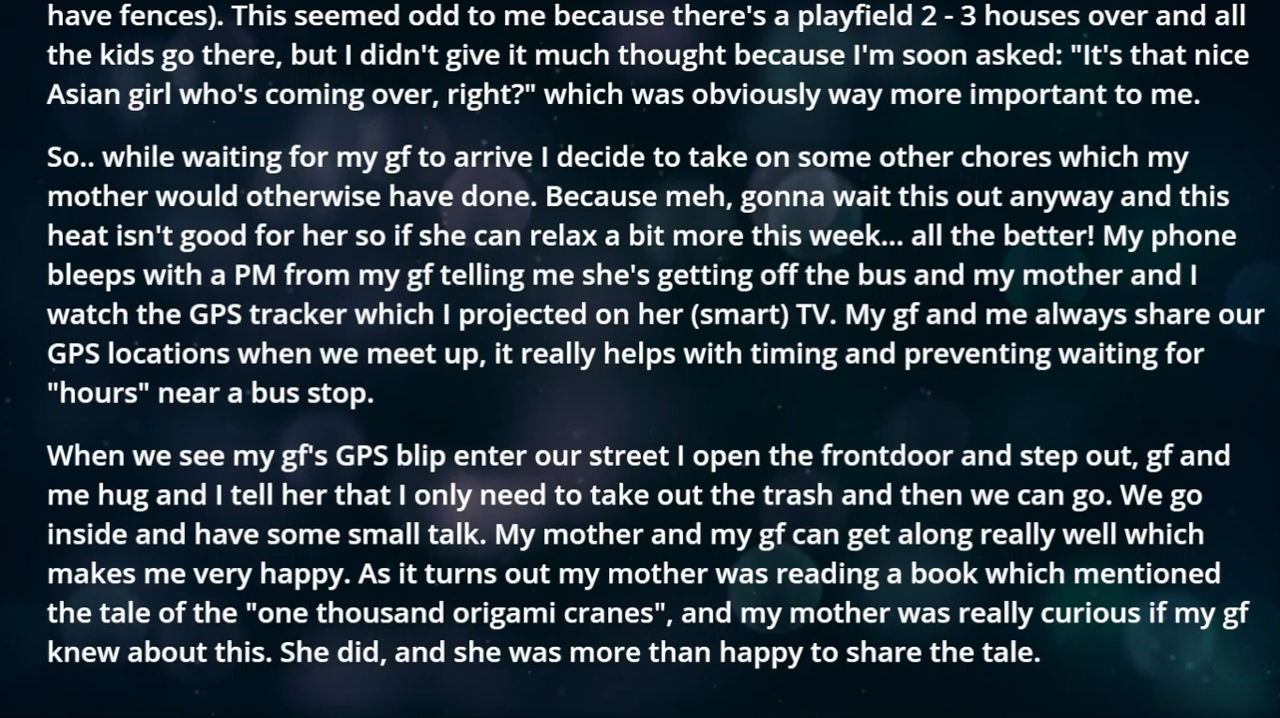 have fences). This seemed odd to me because there's a playfield 2 - 3 houses over and all
the kids go there, but I didn't give it much thought because I'm soon asked: "It's that nice
Asian girl who's coming over, right?" which was obviously way more important to me.
So.. while waiting for my gf to arrive I decide to take on some other chores which my
mother would otherwise have done. Because meh, gonna wait this out anyway and this
heat isn't good for her so if she can relax a bit more this week... all the better! My phone
bleeps with a PM from my gf telling me she's getting off the bus and my mother and I
watch the GPS tracker which I projected on her (smart) TV. My gf and me always share our
GPS locations when we meet up, it really helps with timing and preventing waiting for
"hours" near a bus stop.
When we see my gf's GPS blip enter our street I open the frontdoor and step out, gf and
me hug and I tell her that I only need to take out the trash and then we can go. We go
inside and have some small talk. My mother and my gf can get along really well which
makes me very happy. As it turns out my mother was reading a book which mentioned
the tale of the "one thousand origami cranes", and my mother was really curious if my gf
knew about this. She did, and she was more than happy to share the tale.